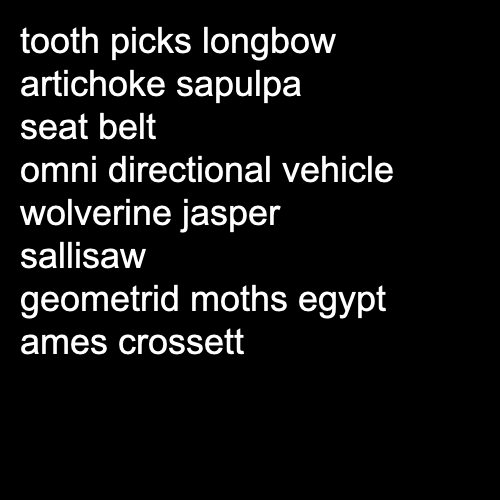 tooth picks longbow
artichoke sapulpa
seat belt
omni directional vehicle
wolverine jasper
sallisaw
geometrid moths egypt
ames crossett